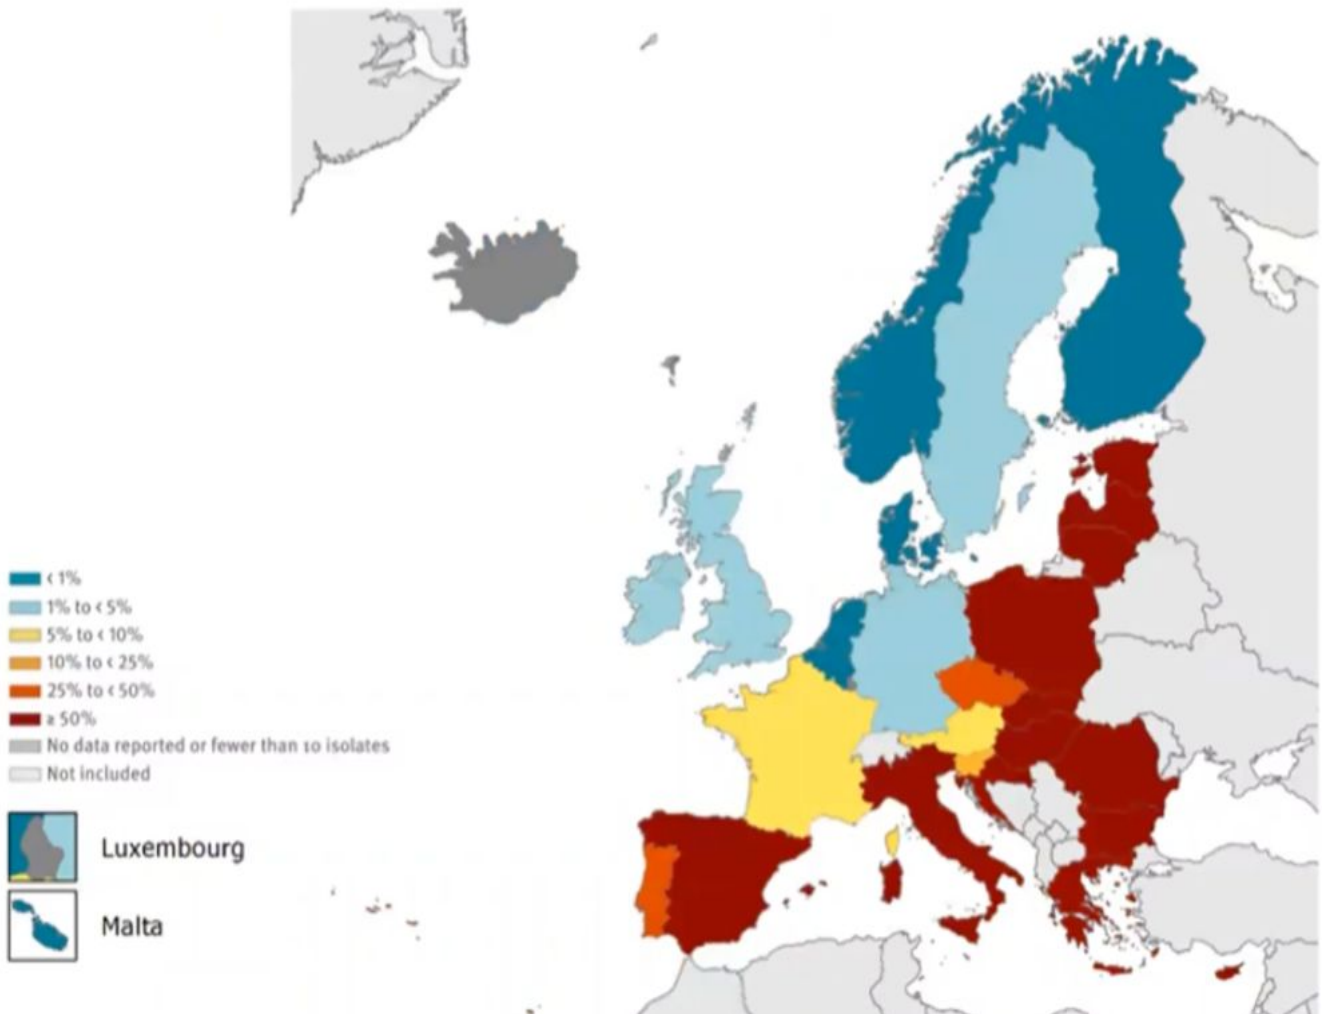 < 1%
1% to < 5%
5% to < 10%
10% to < 25%
25% to < 50%
≥ 50%
No data reported or fewer than 10 isolates
Not included
Luxembourg
Malta